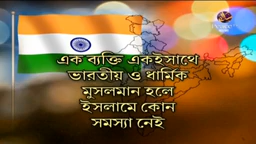 এক ব্যক্তি একইসাথে
ভারতীয় ও ধার্মিক
মুসলমান হলে
ইসলামে কোন
সমস্যা নেই